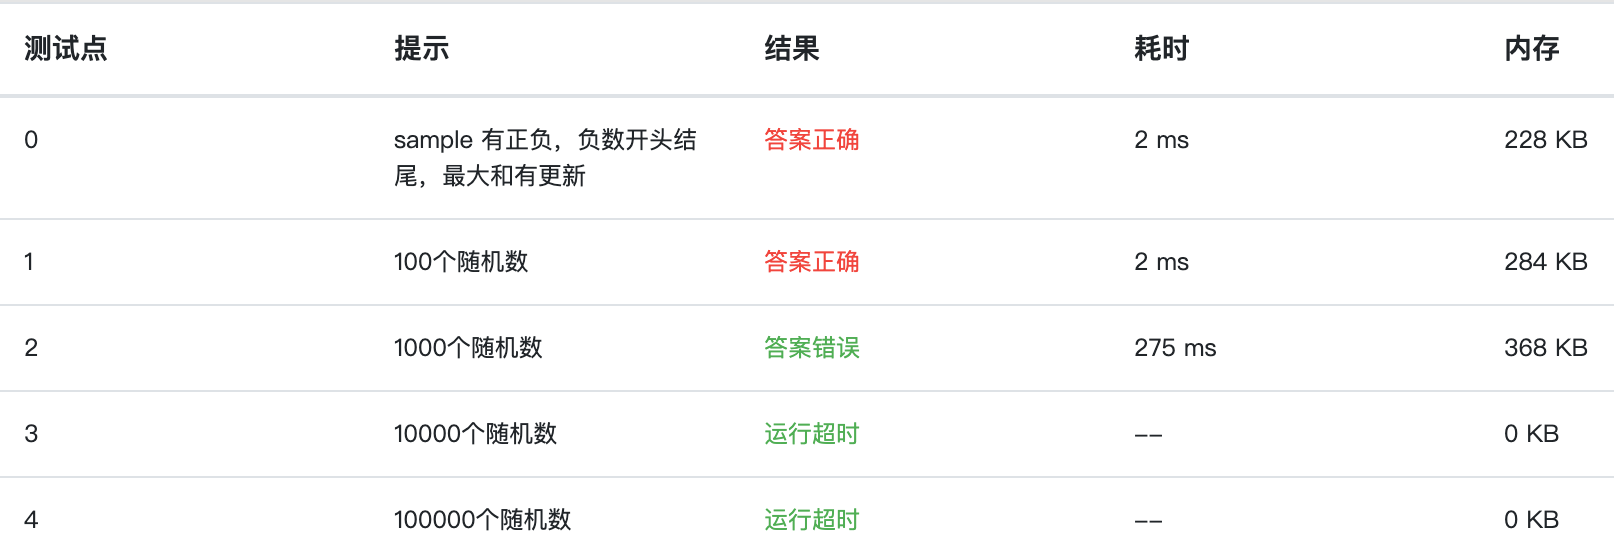 测试点 提示 结果 耗时 内存
0 sample 有正负，负数开头结 答案正确 2 ms 228 KB
尾，最大和有更新
1 100个随机数 答案正确 2 ms 284 KB
2 1000个随机数 答案错误 275 ms 368 KB
3 10000个随机数 运行超时 -- 0 KB
4 100000个随机数 运行超时 -- 0 KB